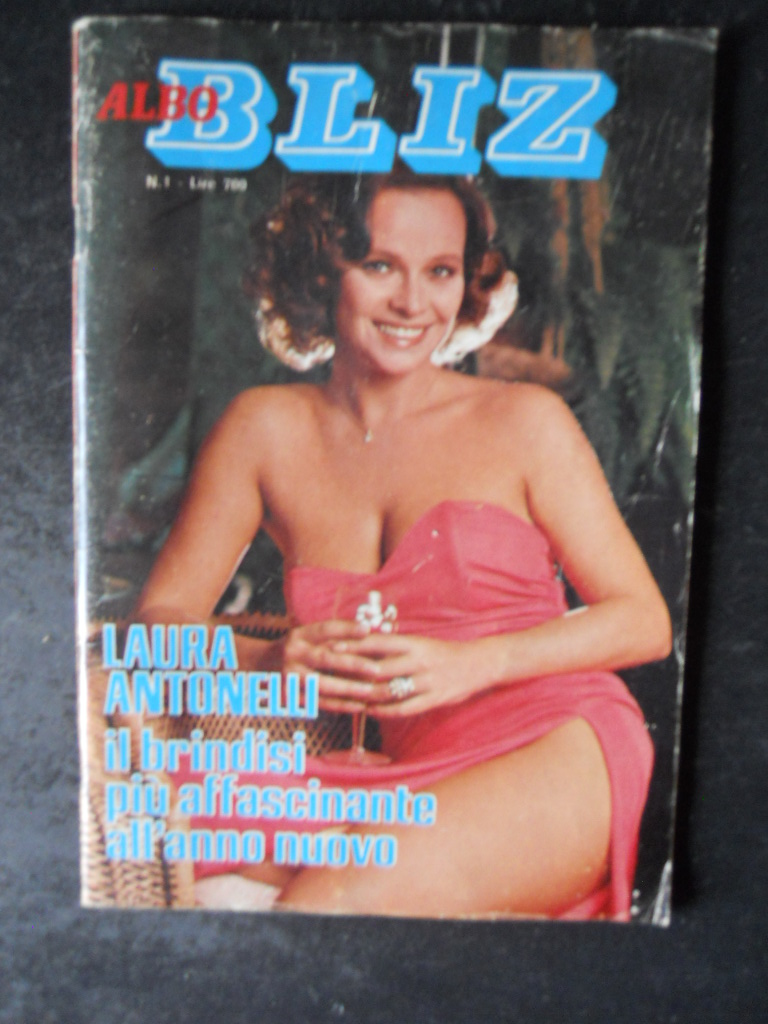 ALBO
BLIZ
N.1 - Lire 700
LAURA
ANTONELLI
il brindisi
più affascinante
all'anno nuovo